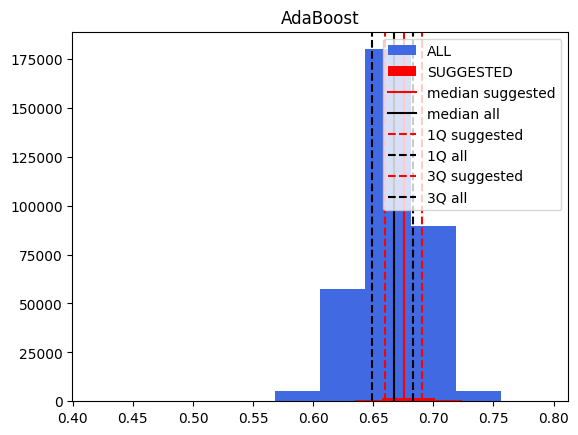 AdaBoost
175000
150000
125000
100000
75000
50000
25000
0
0.40 0.45 0.50 0.55 0.60 0.65 0.70 0.75 0.80
ALL
SUGGESTED
median suggested
median all
1Q suggested
1Q all
3Q suggested
3Q all